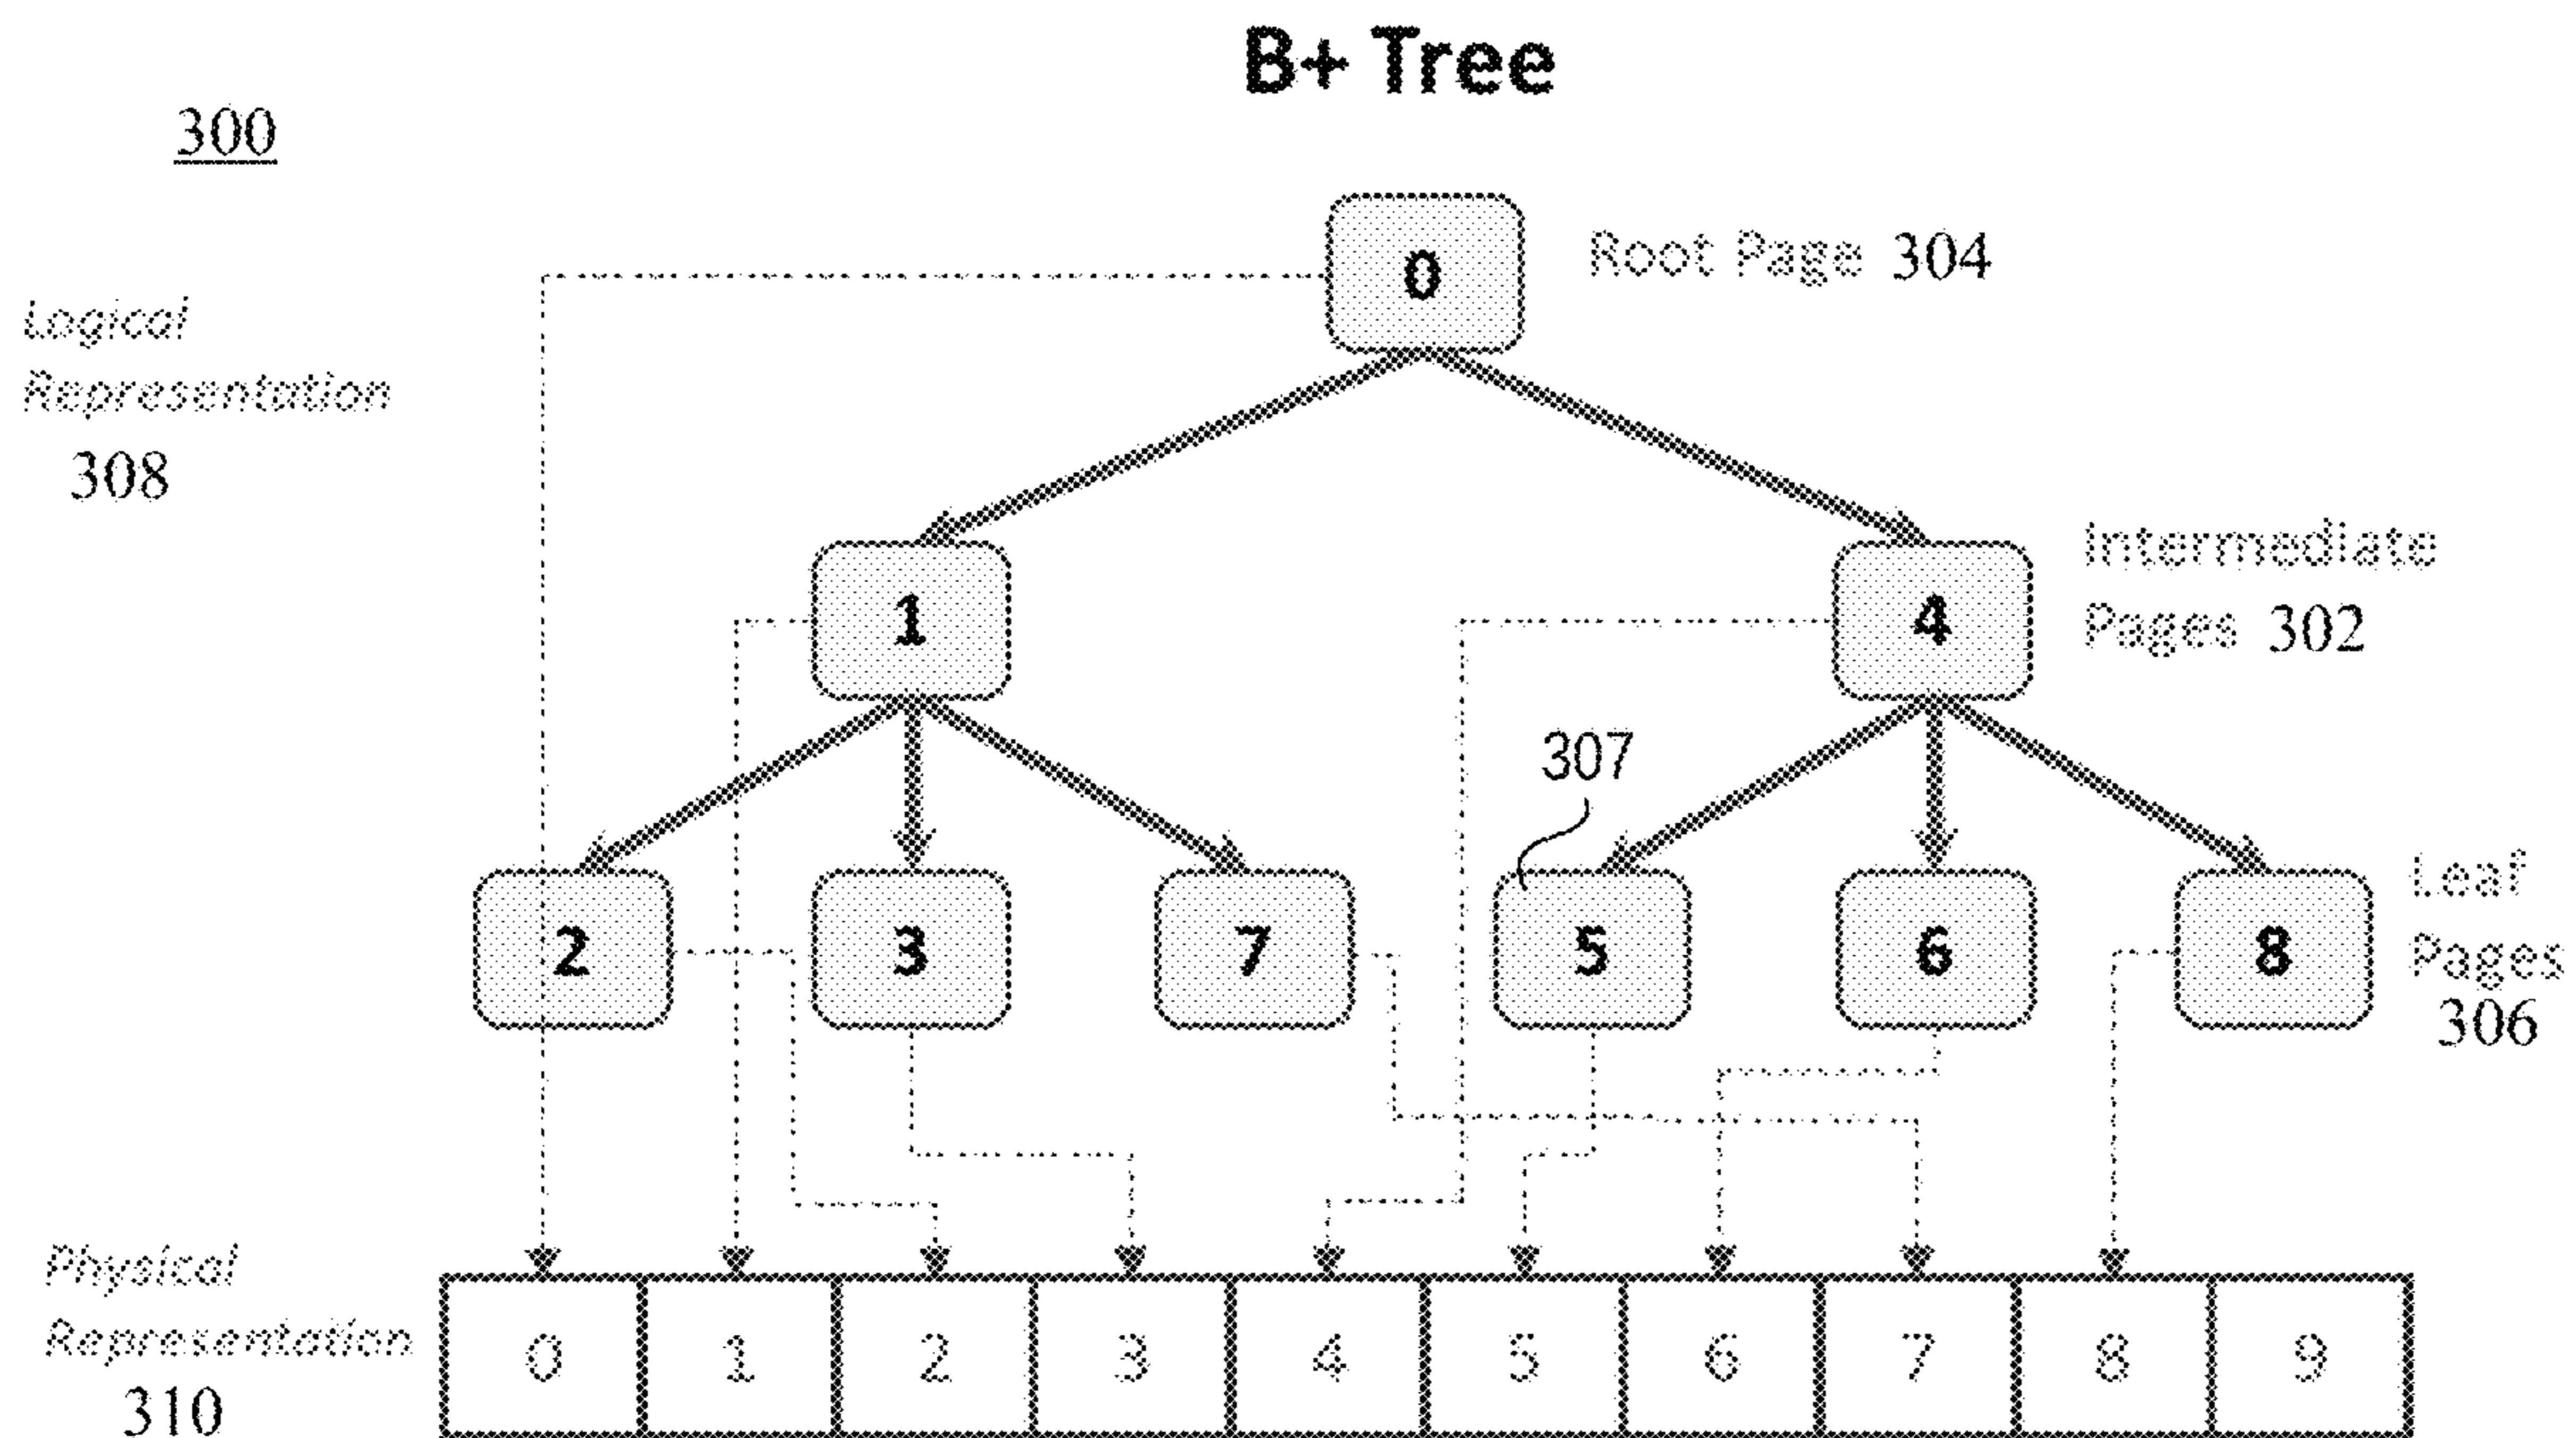 B+ Tree
300
0
Root Page 304
Logical
Representation
308
1
4
Intermediate
Pages 302
307
2 3 7 5 6 8
Leaf
Pages
306
Physical
Representation
310
0 1 2 3 4 5 6 7 8 9